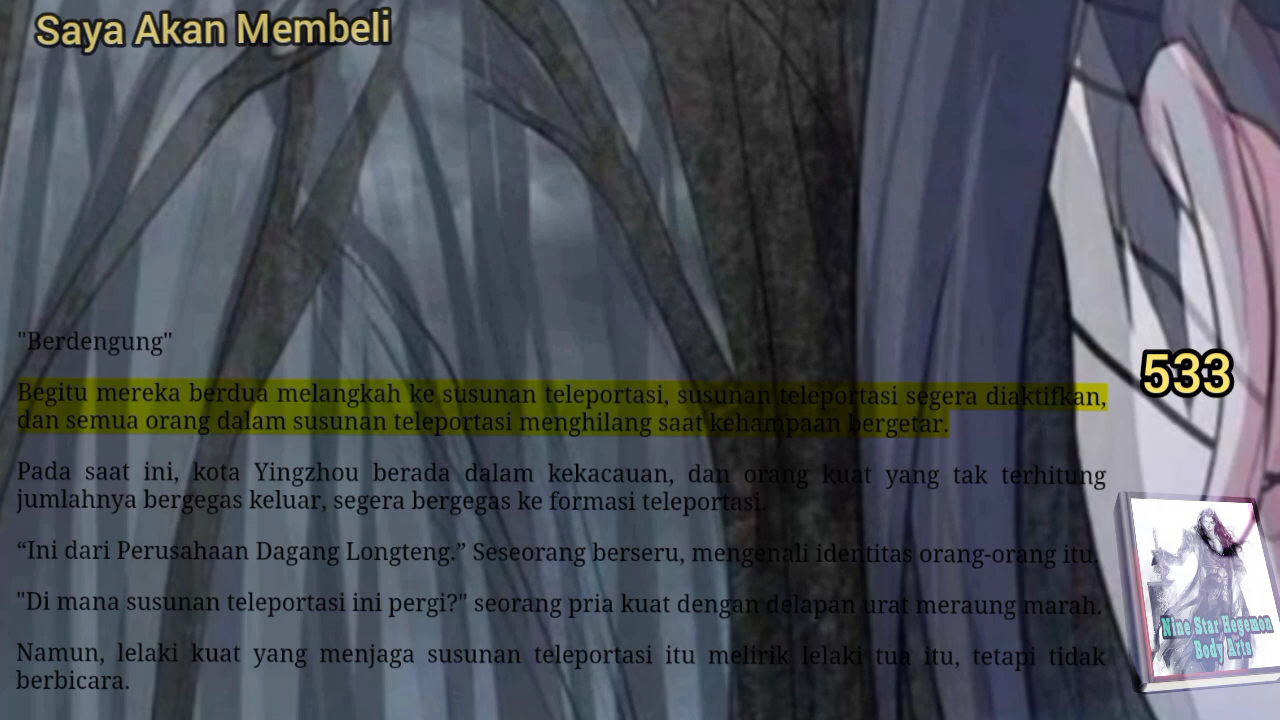 Saya Akan Membeli
"Berdengung"
Begitu mereka berdua melangkah ke susunan teleportasi, susunan teleportasi segera diaktifkan,
dan semua orang dalam susunan teleportasi menghilang saat kehampaan bergetar.
533
Pada saat ini, kota Yingzhou berada dalam kekacauan, dan orang kuat yang tak terhitung
jumlahnya bergegas keluar, segera bergegas ke formasi teleportasi.
“Ini dari Perusahaan Dagang Longteng.” Seseorang berseru, mengenali identitas orang-orang itu.
"Di mana susunan teleportasi ini pergi?" seorang pria kuat dengan delapan urat meraung marah.
Namun, lelaki kuat yang menjaga susunan teleportasi itu melirik lelaki tua itu, tetapi tidak
berbicara.
Nine Star Hegemon
Body Arts